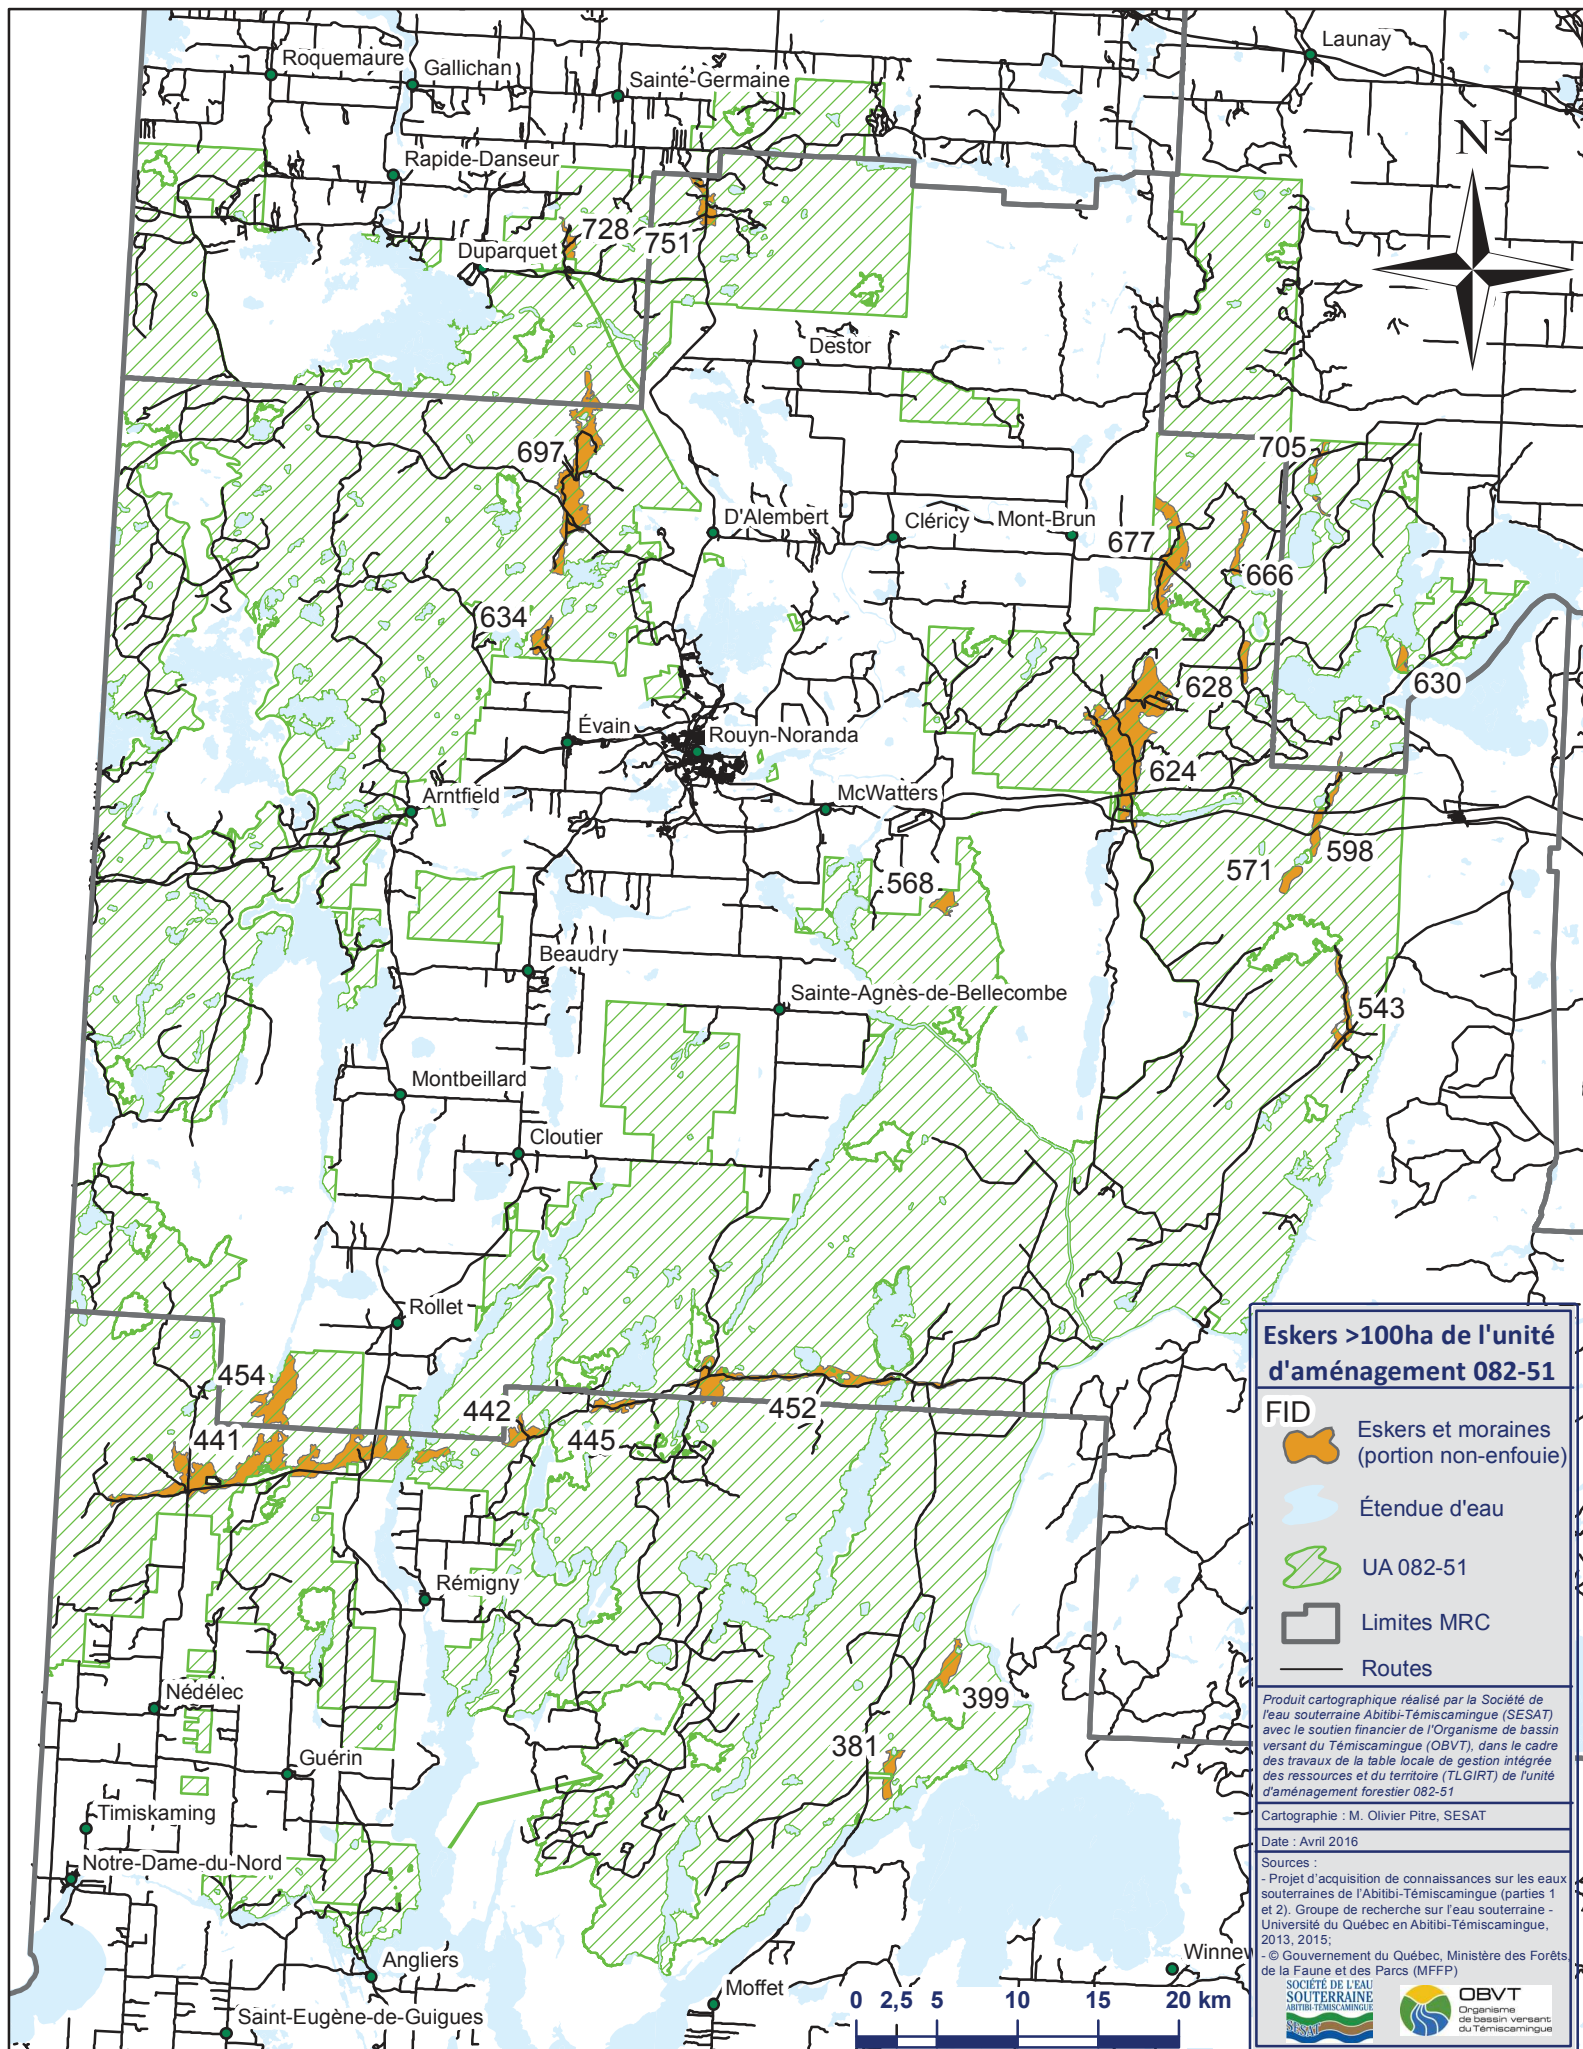 Launay
Roquemaure
Gallichan
Sainte-Germaine
N
Rapide-Danseur
728
751
Duparquet
Destor
697
705
D'Alembert
Cléricy
Mont-Brun
677
666
634
628
630
Évain
Rouyn-Noranda
624
Arntfield
McWatters
598
571
568
Beaudry
Sainte-Agnès-de-Bellecombe
543
Montbeillard
Cloutier
Rollet
454
442
452
441
445
Rémigny
Nédélec
399
381
Guérin
Timiskaming
Notre-Dame-du-Nord
Angliers
Winnew
Moffet
Saint-Eugène-de-Guigues
0 2,5 5 10 15 20 km
Eskers >100ha de l'unité
d'aménagement 082-51
FID
Eskers et moraines
(portion non-enfouie)
Étendue d'eau
UA 082-51
Limites MRC
Routes
Produit cartographique réalisé par la Société de
l'eau souterraine Abitibi-Témiscamingue (SESAT)
avec le soutien financier de l'Organisme de bassin
versant du Témiscamingue (OBVT), dans le cadre
des travaux de la table locale de gestion intégrée
des ressources et du territoire (TLGIRT) de l'unité
d'aménagement forestier 082-51
Cartographie : M. Olivier Pitre, SESAT
Date : Avril 2016
Sources :
- Projet d'acquisition de connaissances sur les eaux
souterraines de l'Abitibi-Témiscamingue (parties 1
et 2). Groupe de recherche sur l'eau souterraine -
Université du Québec en Abitibi-Témiscamingue,
2013, 2015;
- © Gouvernement du Québec, Ministère des Forêts,
de la Faune et des Parcs (MFFP)
SOCIÉTÉ DE L'EAU
SOUTERRAINE
ABITIBI-TÉMISCAMINGUE
SESAT
OBVT
Organisme
de bassin versant
du Témiscamingue